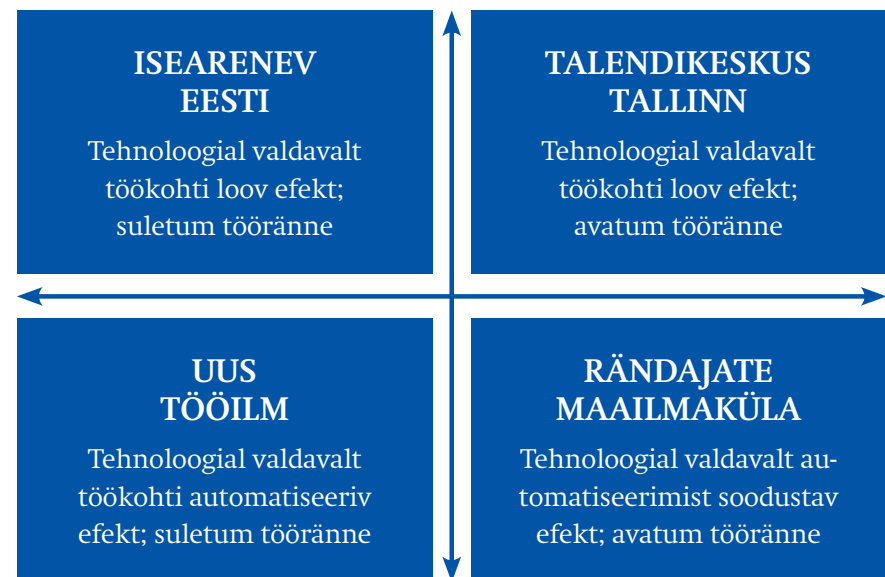 ISEARENEV
EESTI
Tehnoloogial valdavalt
töökohti loov efekt;
suletum tööränne
TALENDIKESKUS
TALLINN
Tehnoloogial valdavalt
töökohti loov efekt;
avatum tööränne
UUS
TÖÖILM
Tehnoloogial valdavalt
töökohti automatiseeriv
efekt; suletum tööränne
RÄNDAJATE
MAAILMAKÜLA
Tehnoloogial valdavalt au-
tomatiseerimist soodustav
efekt; avatum tööränne